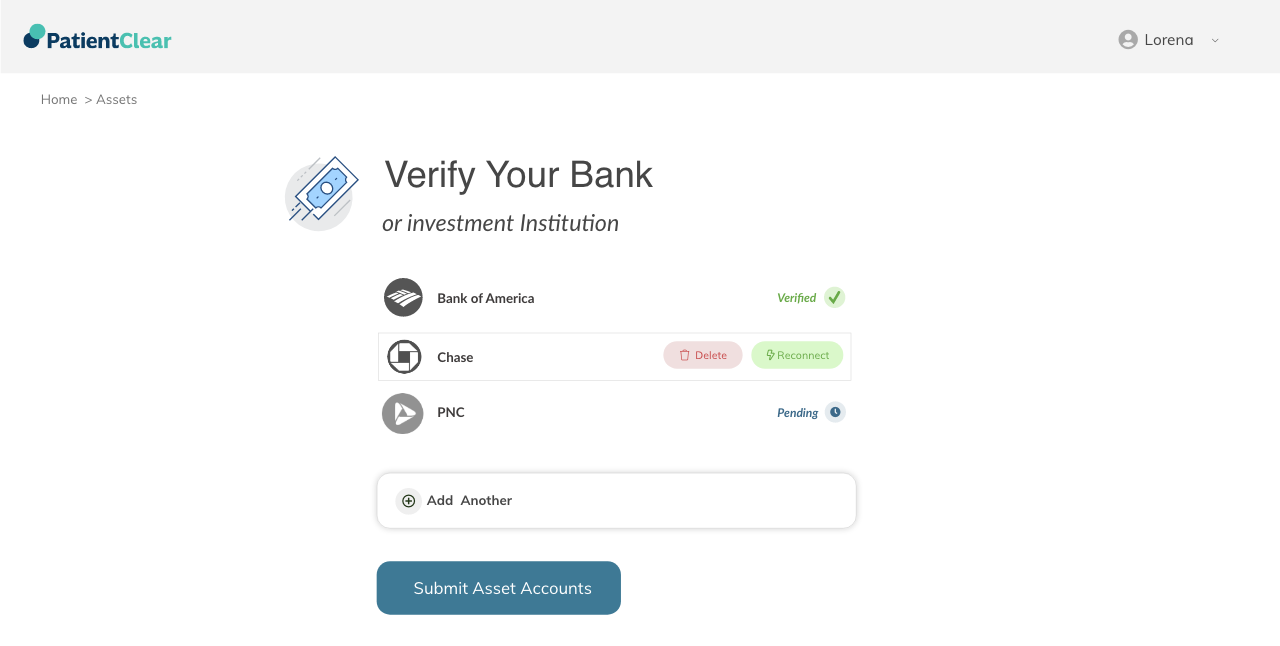 PatientClear
Lorena
Home > Assets
Verify Your Bank
or investment Institution
Bank of America
Verified
Chase
Delete
Reconnect
PNC
Pending
Add Another
Submit Asset Accounts